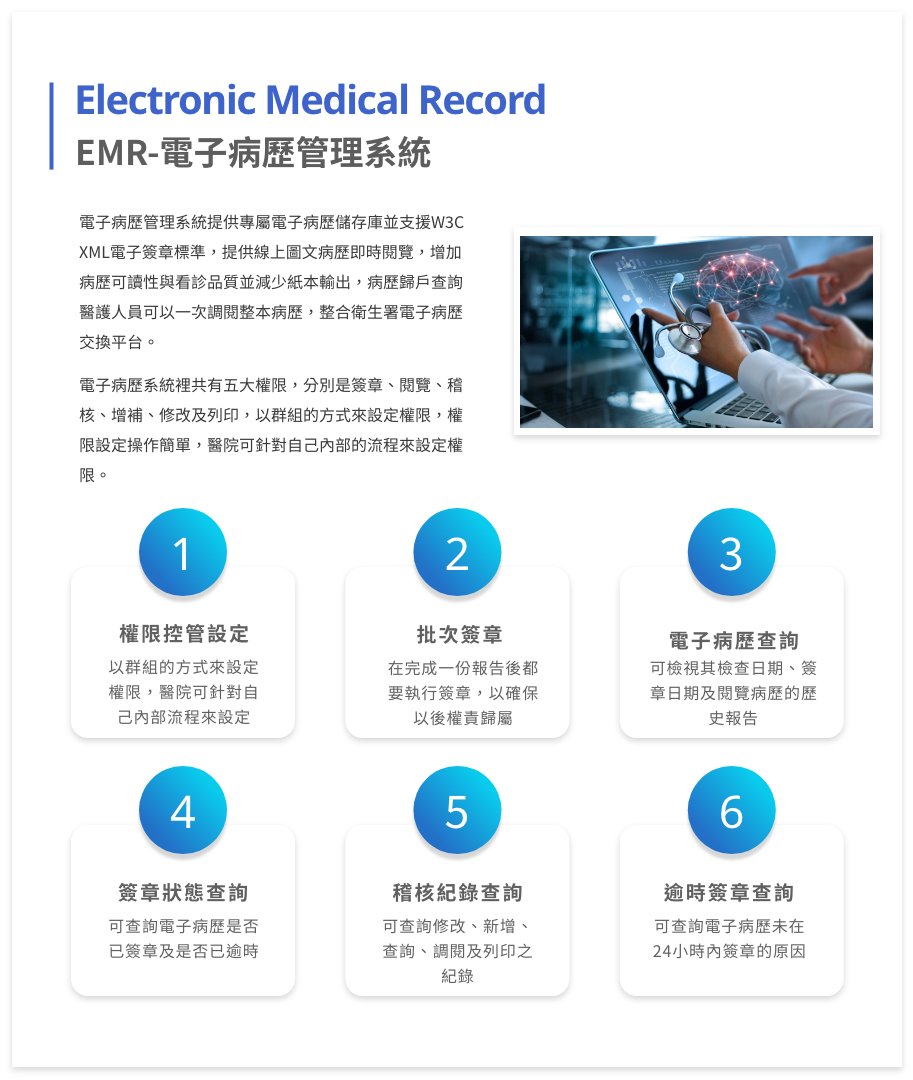 Electronic Medical Record
EMR-電子病歷管理系統
電子病歷管理系統提供專屬電子病歷儲存庫並支援W3C
XML電子簽章標準，提供線上圖文病歷即時閱覽，增加
病歷可讀性與看診品質並減少紙本輸出，病歷歸戶查詢
醫護人員可以一次調閱整本病歷，整合衛生署電子病歷
交換平台。
電子病歷系統裡共有五大權限，分別是簽章、閱覽、稽
核、增補、修改及列印，以群組的方式來設定權限，權
限設定操作簡單，醫院可針對自己內部的流程來設定權
限。
1
權限控管設定
以群組的方式來設定
權限，醫院可針對自
己內部流程來設定
2
批次簽章
在完成一份報告後都
要執行簽章，以確保
以後權責歸屬
3
電子病歷查詢
可檢視其檢查日期、簽
章日期及閱覽病歷的歷
史報告
4
簽章狀態查詢
可查詢電子病歷是否
已簽章及是否已逾時
5
稽核紀錄查詢
可查詢修改、新增、
查詢、調閱及列印之
紀錄
6
逾時簽章查詢
可查詢電子病歷未在
24小時內簽章的原因